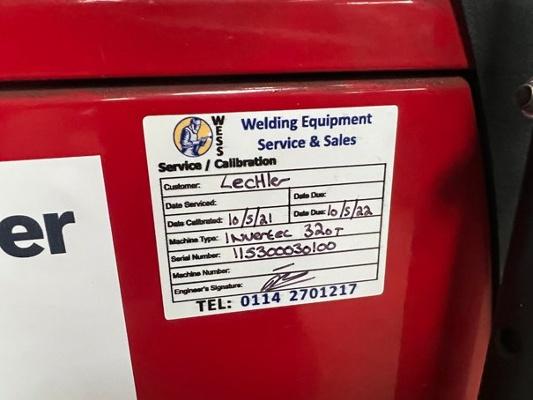 WESS
Welding Equipment
Service & Sales
Service / Calibration
Customer: Lechler
Date Serviced: Date Due:
Date Calibrated: 10/5/21 Date Due: 10/5/22
Machine Type: Invertec 320T
Serial Number: 115300030100
Machine Number:
Engineer's Signature:
TEL: 0114 2701217
er